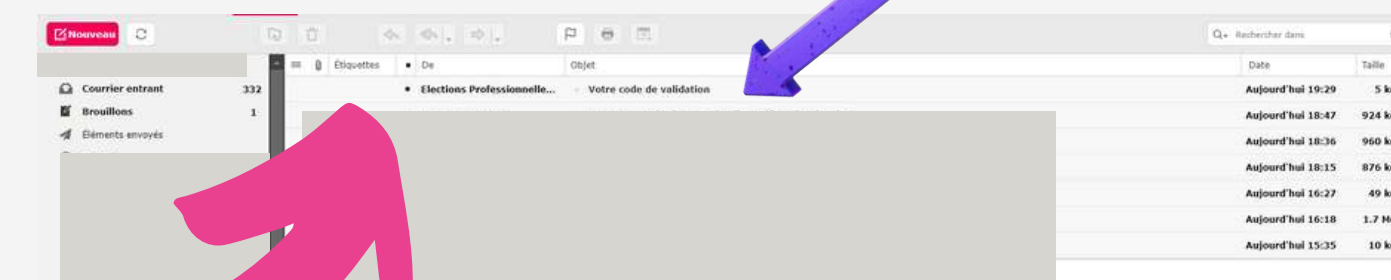 Nouveau
Rechercher dans
Étiquettes De Objet Date Taille
Courrier entrant 332
Elections Professionnelle... Votre code de validation Aujourd'hui 19:29 5 k
Brouillons 1
Aujourd'hui 18:47 924 k
Éléments envoyés
Aujourd'hui 18:36 960 k
Aujourd'hui 18:15 876 k
Aujourd'hui 16:27 49 k
Aujourd'hui 16:18 1.7 M
Aujourd'hui 15:35 10 k